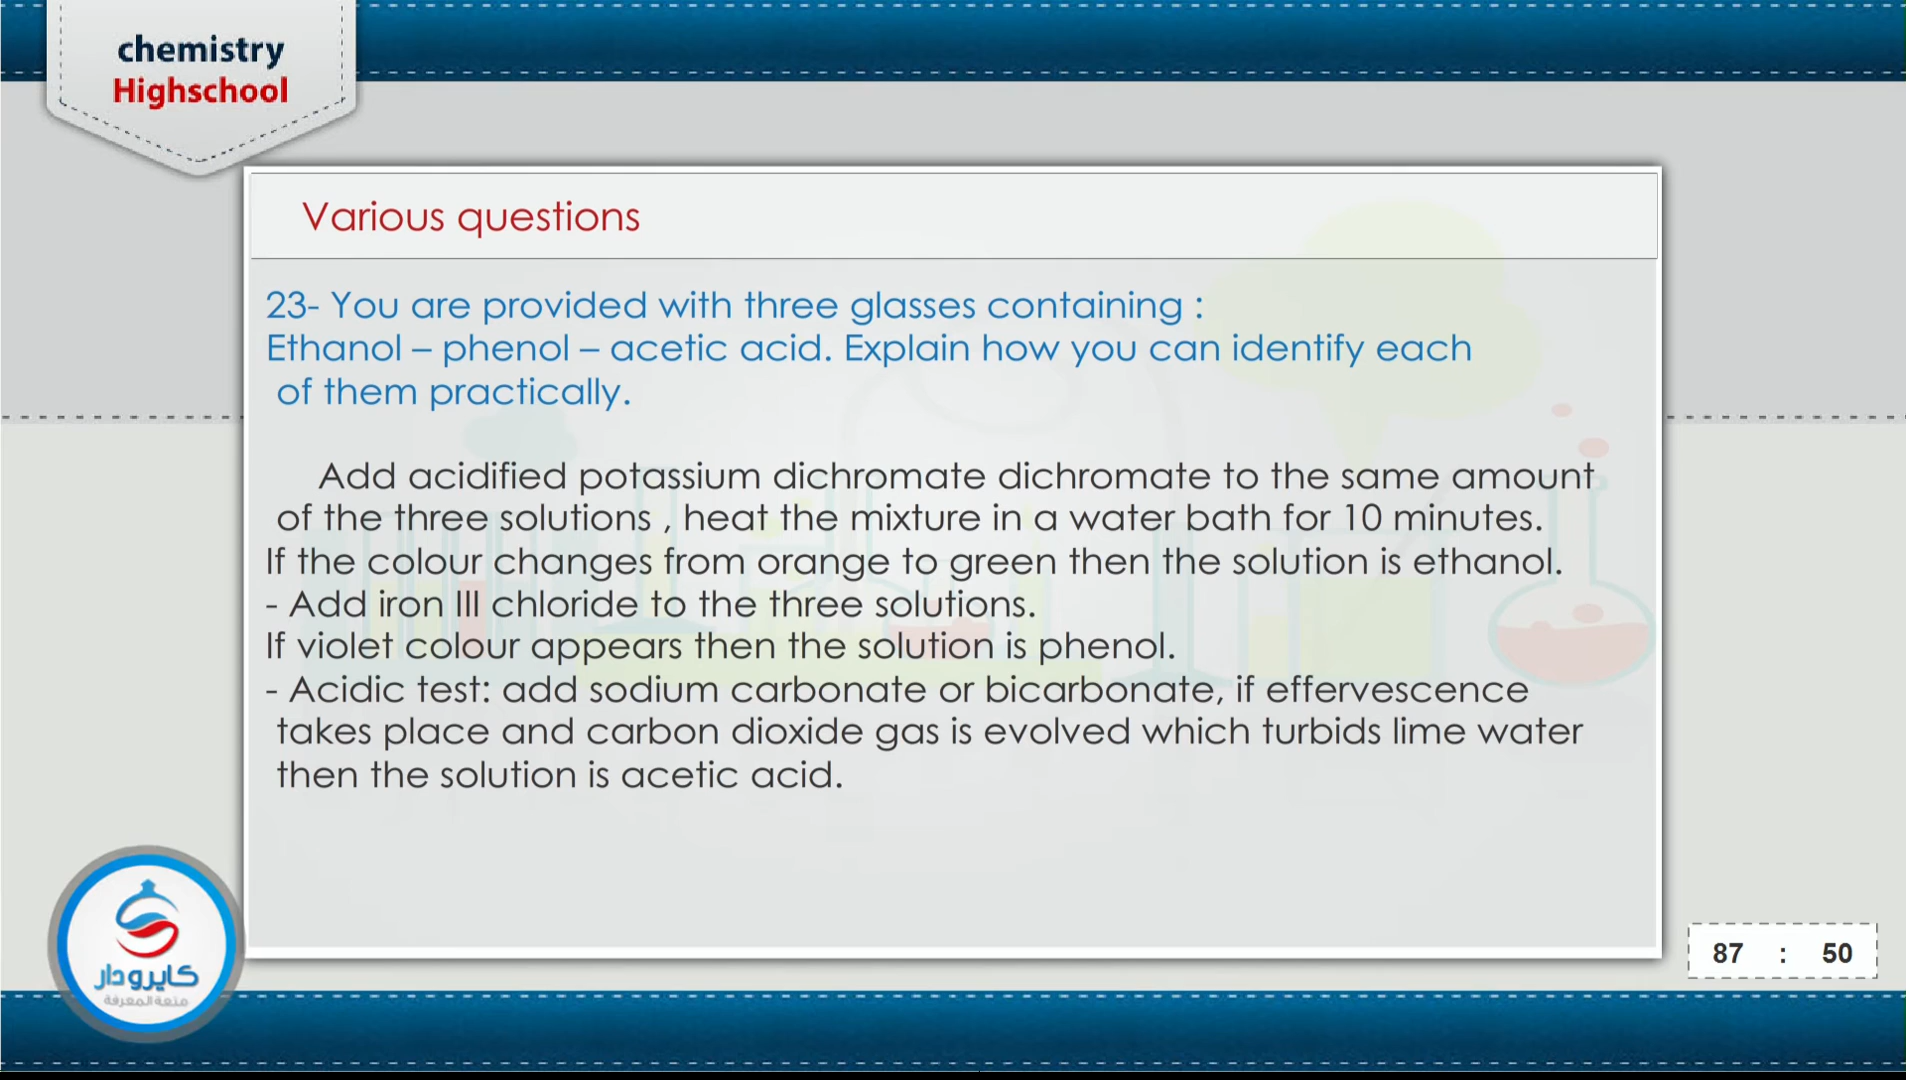 chemistry
Highschool
Various questions
23- You are provided with three glasses containing :
Ethanol – phenol – acetic acid. Explain how you can identify each
of them practically.
Add acidified potassium dichromate dichromate to the same amount
of the three solutions , heat the mixture in a water bath for 10 minutes.
If the colour changes from orange to green then the solution is ethanol.
- Add iron III chloride to the three solutions.
If violet colour appears then the solution is phenol.
- Acidic test: add sodium carbonate or bicarbonate, if effervescence
takes place and carbon dioxide gas is evolved which turbids lime water
then the solution is acetic acid.
كايرودار
متعة المعرفة
87 : 50